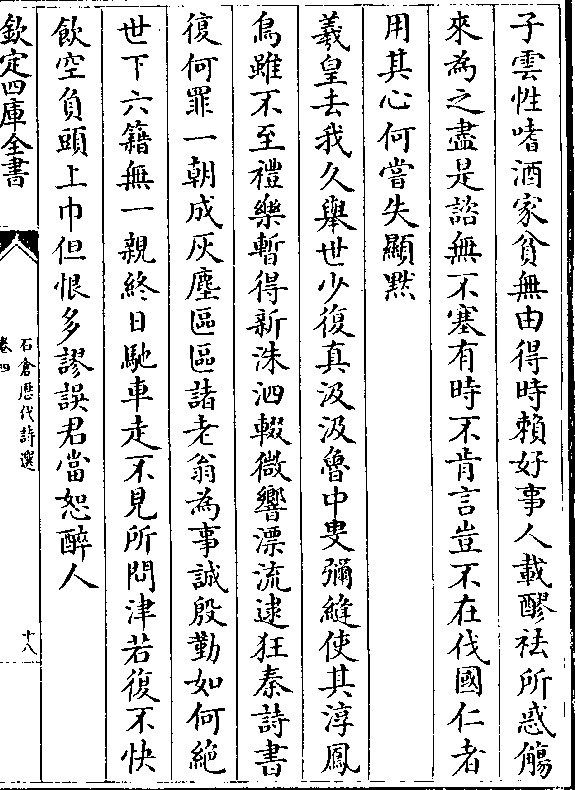 子雲性嗜酒家貧無由得時賴好事人載醪袪所惑觴
來為之盡是諮無不塞有時不肯言豈不在伐國仁者
用其心何嘗失顯黙
羲皇去我久舉世少復真汲汲魯中叟彌縫使其淳鳳
鳥雖不至禮樂暫得新洙泗輟微響漂流逮狂秦詩書
復何罪一朝成灰塵區區諸老翁為事誠殷勤如何絶
世下六籍無一親終日馳車走不見所問津若復不快
飲空負頭上巾但恨多謬誤君當恕醉人
欽定四庫全書
石倉歴代詩選
卷四
十八